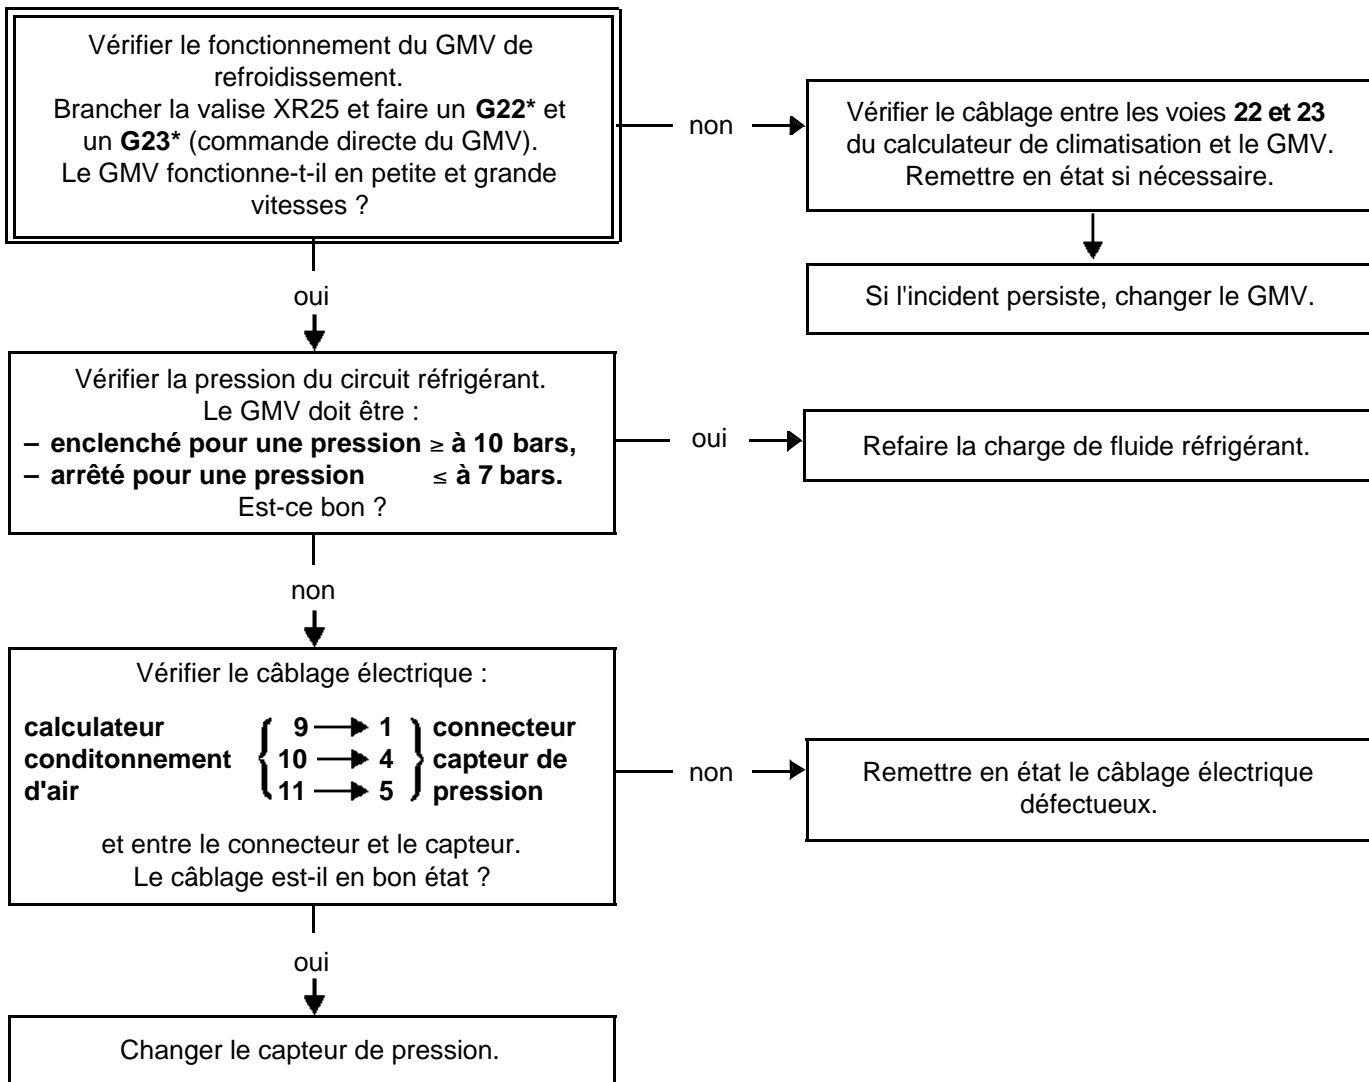 Vérifier le fonctionnement du GMV de
refroidissement.
Brancher la valise XR25 et faire un G22* et
un G23* (commande directe du GMV).
Le GMV fonctionne-t-il en petite et grande
vitesses ?
non
Vérifier le câblage entre les voies 22 et 23
du calculateur de climatisation et le GMV.
Remettre en état si nécessaire.
Si l'incident persiste, changer le GMV.
oui
Vérifier la pression du circuit réfrigérant.
Le GMV doit être :
– enclenché pour une pression ≥ à 10 bars,
– arrêté pour une pression ≤ à 7 bars.
Est-ce bon ?
oui
Refaire la charge de fluide réfrigérant.
non
Vérifier le câblage électrique :
calculateur 9 → 1 connecteur
conditonnement 10 → 4 capteur de
d'air 11 → 5 pression
et entre le connecteur et le capteur.
Le câblage est-il en bon état ?
non
Remettre en état le câblage électrique
défectueux.
oui
Changer le capteur de pression.